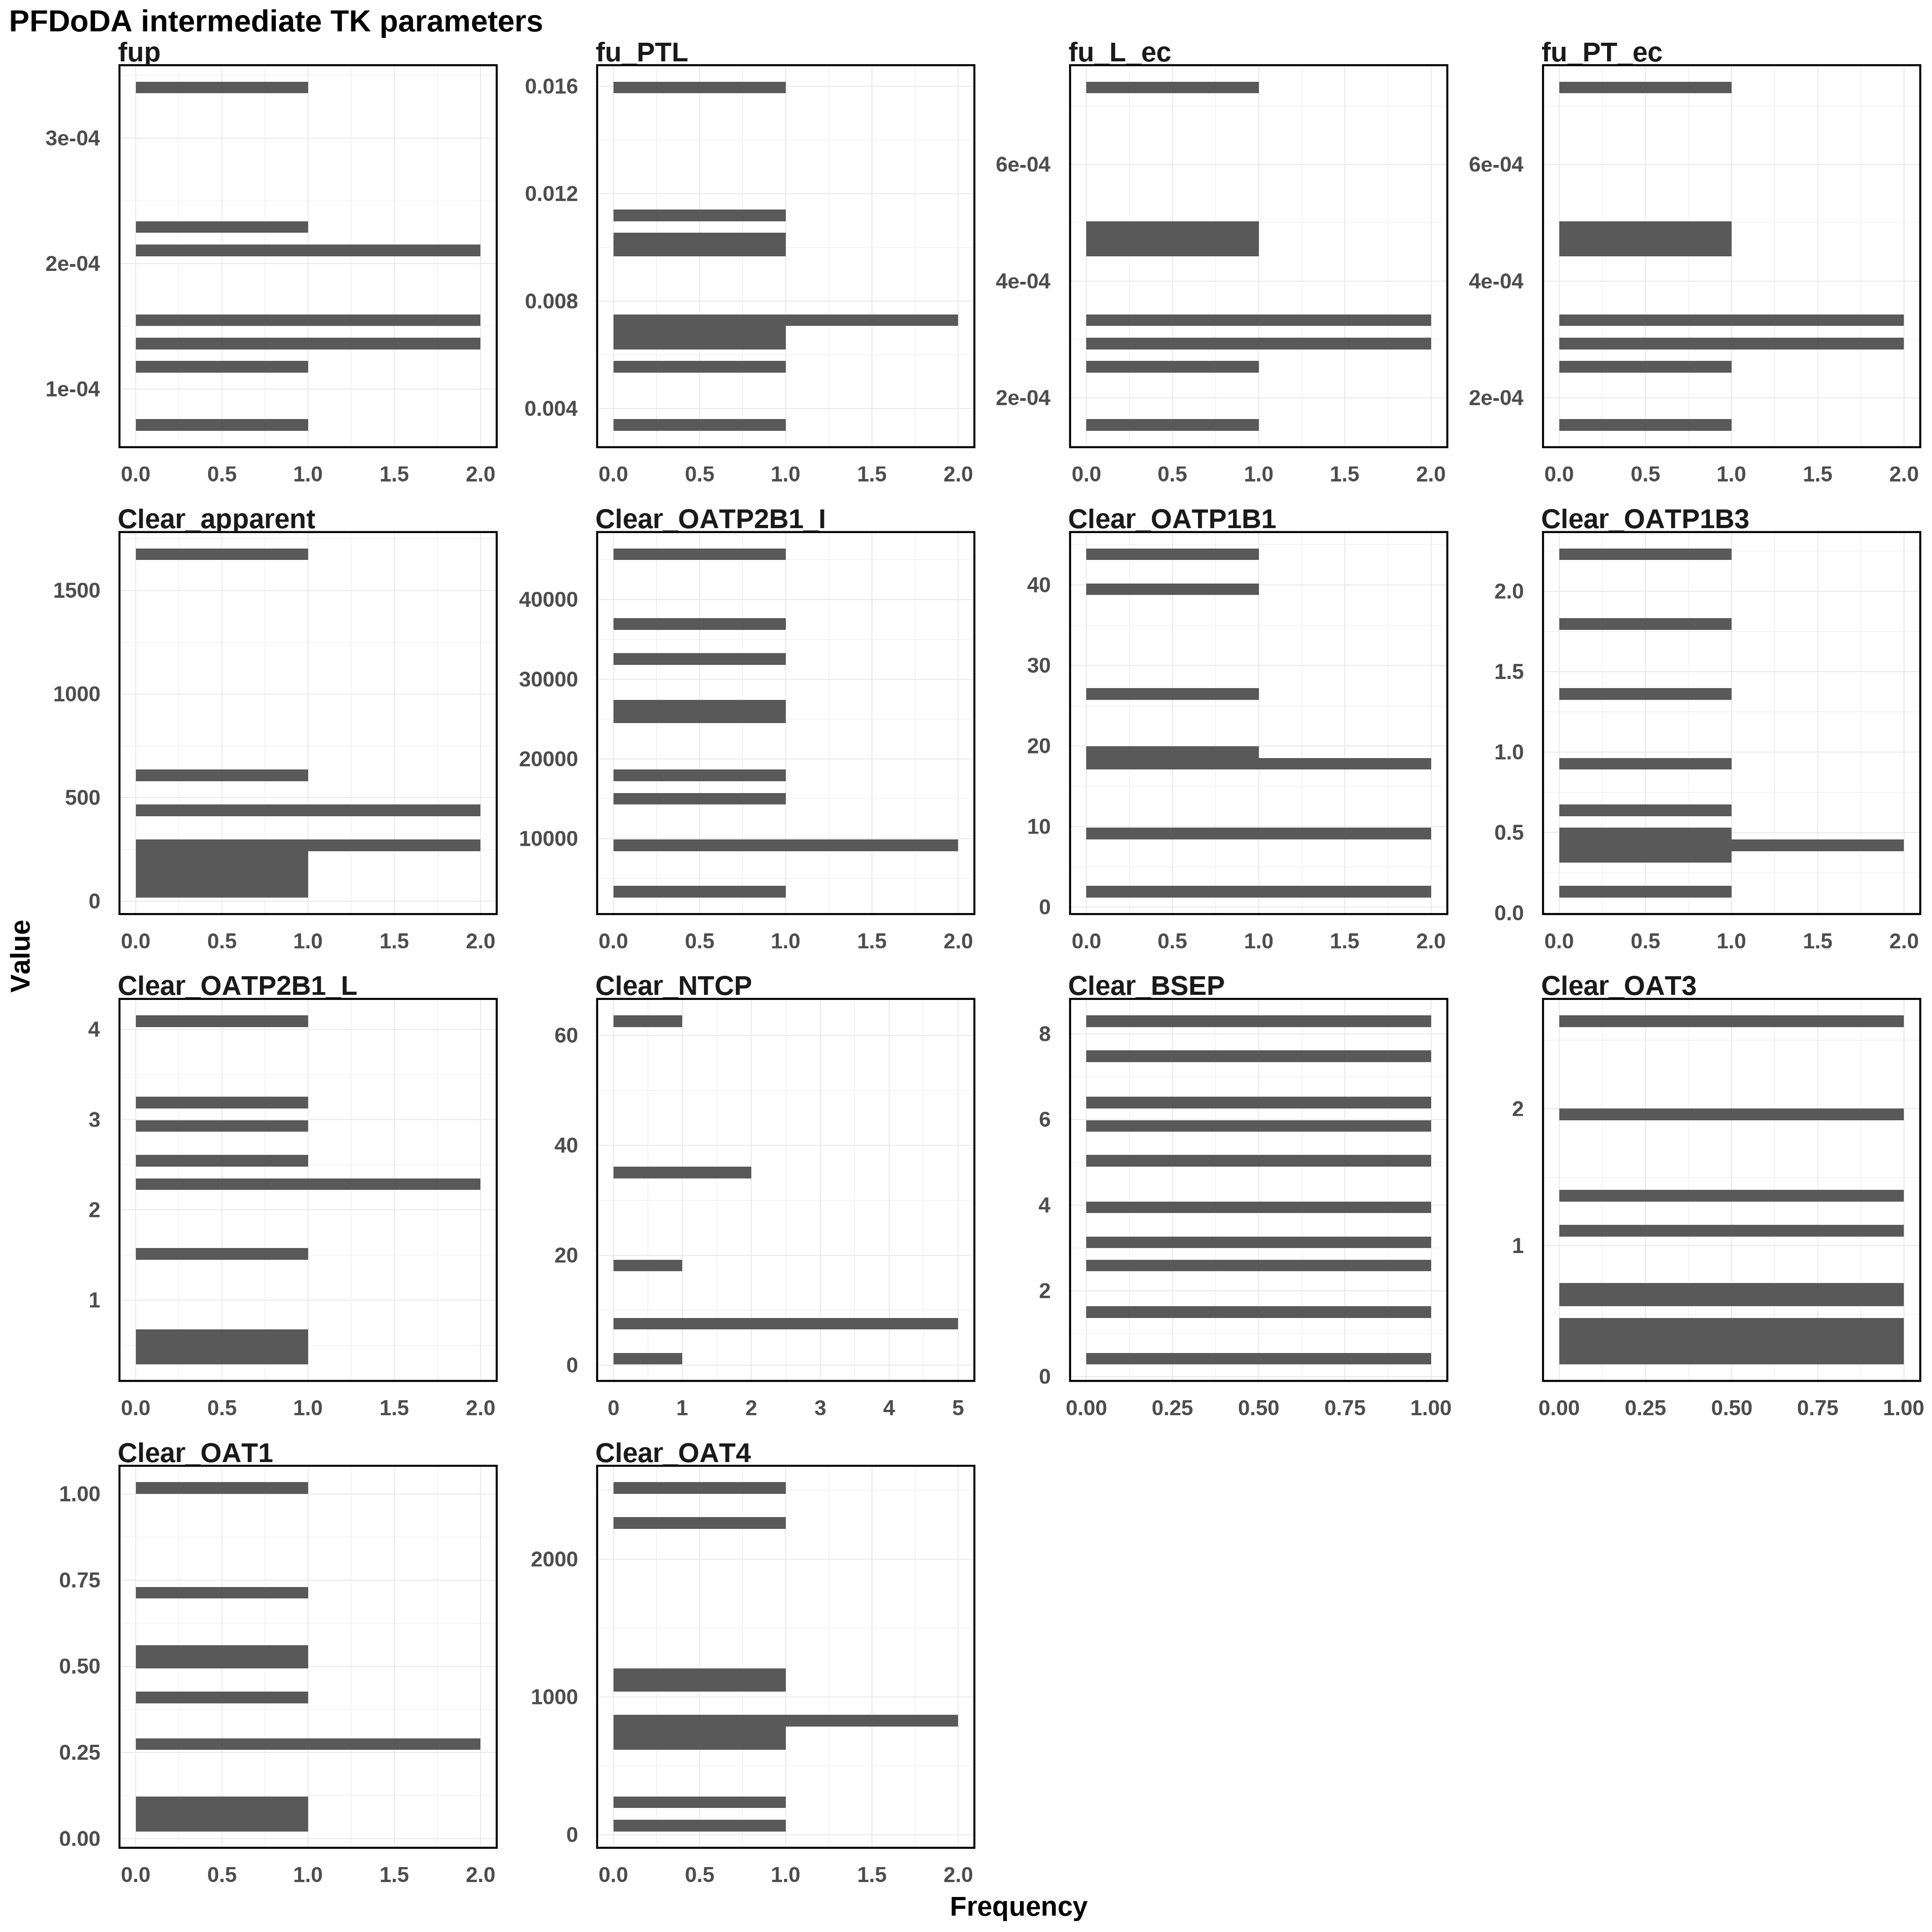 PFDoDA intermediate TK parameters
fup
fu_PTL
fu_L_ec
fu_PT_ec
3e-04
2e-04
1e-04
0.0 0.5 1.0 1.5 2.0
0.016
0.012
0.008
0.004
0.0 0.5 1.0 1.5 2.0
6e-04
4e-04
2e-04
0.0 0.5 1.0 1.5 2.0
6e-04
4e-04
2e-04
0.0 0.5 1.0 1.5 2.0
Clear_apparent
Clear_OATP2B1_I
Clear_OATP1B1
Clear_OATP1B3
1500
1000
500
0
0.0 0.5 1.0 1.5 2.0
40000
30000
20000
10000
0.0 0.5 1.0 1.5 2.0
40
30
20
10
0
0.0 0.5 1.0 1.5 2.0
2.0
1.5
1.0
0.5
0.0
0.0 0.5 1.0 1.5 2.0
Value
Clear_OATP2B1_L
Clear_NTCP
Clear_BSEP
Clear_OAT3
4
3
2
1
0.0 0.5 1.0 1.5 2.0
60
40
20
0
0 1 2 3 4 5
8
6
4
2
0
0.00 0.25 0.50 0.75 1.00
2
1
0.00 0.25 0.50 0.75 1.00
Clear_OAT1
Clear_OAT4
1.00
0.75
0.50
0.25
0.00
0.0 0.5 1.0 1.5 2.0
2000
1000
0
0.0 0.5 1.0 1.5 2.0
Frequency